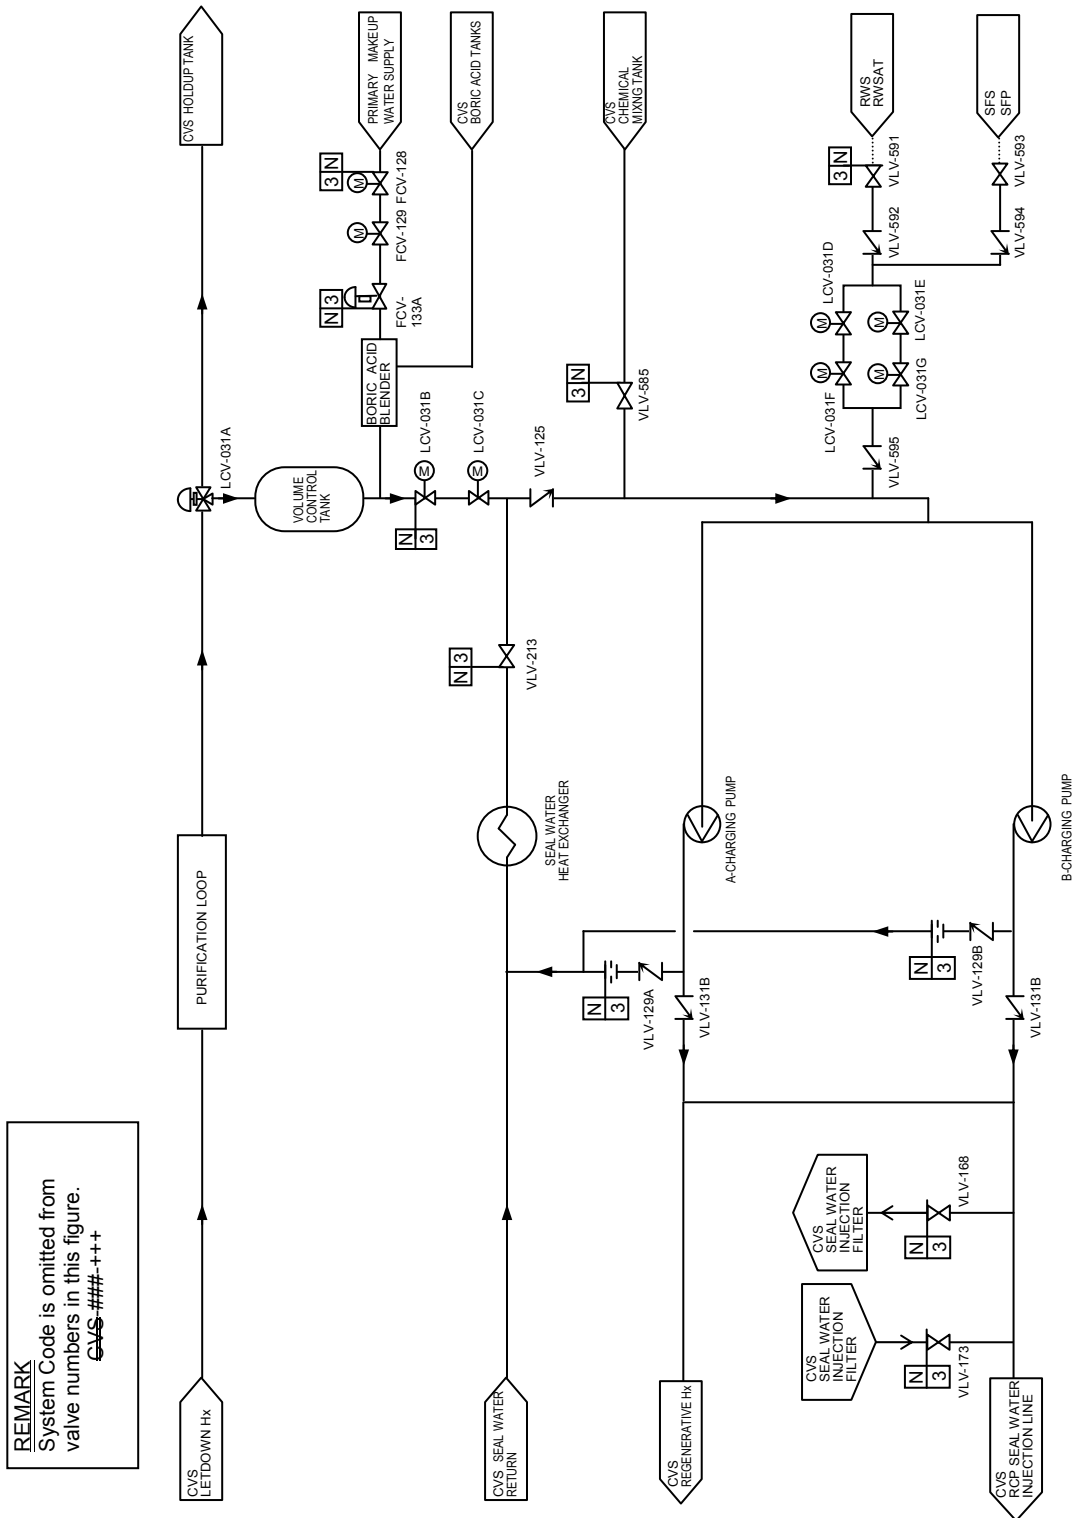 REMARK
System Code is omitted from
valve numbers in this figure.
CVS-###-+++
CVS
LETDOWN Hx
PURIFICATION LOOP
LCV-031A
CVS HOLDUP TANK
VOLUME
CONTROL
TANK
PRIMARY MAKEUP
WATER SUPPLY
3 N
M
FCV-128
M
FCV-129
N 3
FCV-
133A
BORIC ACID
BLENDER
CVS
BORIC ACID TANKS
M
LCV-031B
N 3
M
LCV-031C
VLV-125
CVS SEAL WATER
RETURN
SEAL WATER
HEAT EXCHANGER
N 3
VLV-213
CVS
CHEMICAL
MIXNG TANK
3 N
VLV-585
RWS
RWSAT
3 N
VLV-591
VLV-592
SFS
SFP
VLV-593
VLV-594
M
LCV-031D
M
LCV-031E
M
LCV-031F
M
LCV-031G
VLV-595
A-CHARGING PUMP
B-CHARGING PUMP
N 3
VLV-129A
VLV-131B
N 3
VLV-129B
VLV-131B
CVS
REGENERATIVE Hx
CVS
SEAL WATER
INJECTION
FILTER
N 3
VLV-168
CVS
SEAL WATER
INJECTION
FILTER
N 3
VLV-173
CVS
RCP SEAL WATER
INJECTION LINE